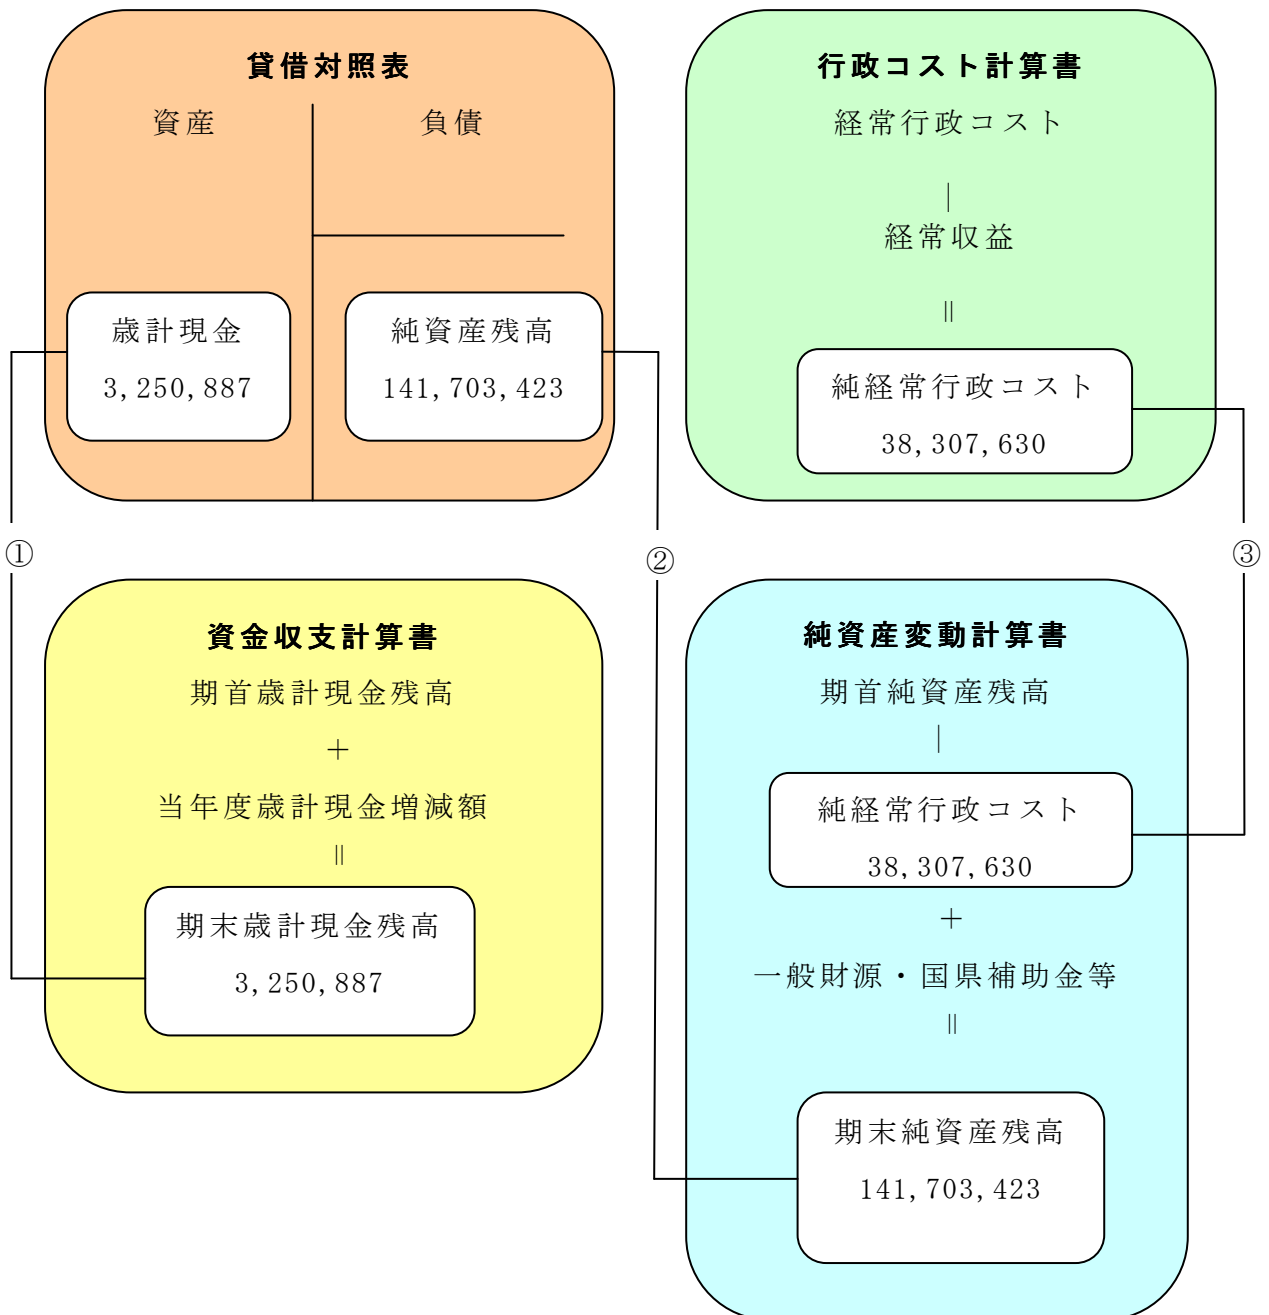 貸借対照表
資産
負債
歳計現金
3,250,887
純資産残高
141,703,423
行政コスト計算書
経常行政コスト
|
経常収益
||
純経常行政コスト
38,307,630
①
②
③
資金収支計算書
期首歳計現金残高
+
当年度歳計現金増減額
||
期末歳計現金残高
3,250,887
純資産変動計算書
期首純資産残高
|
純経常行政コスト
38,307,630
+
一般財源・国県補助金等
||
期末純資産残高
141,703,423